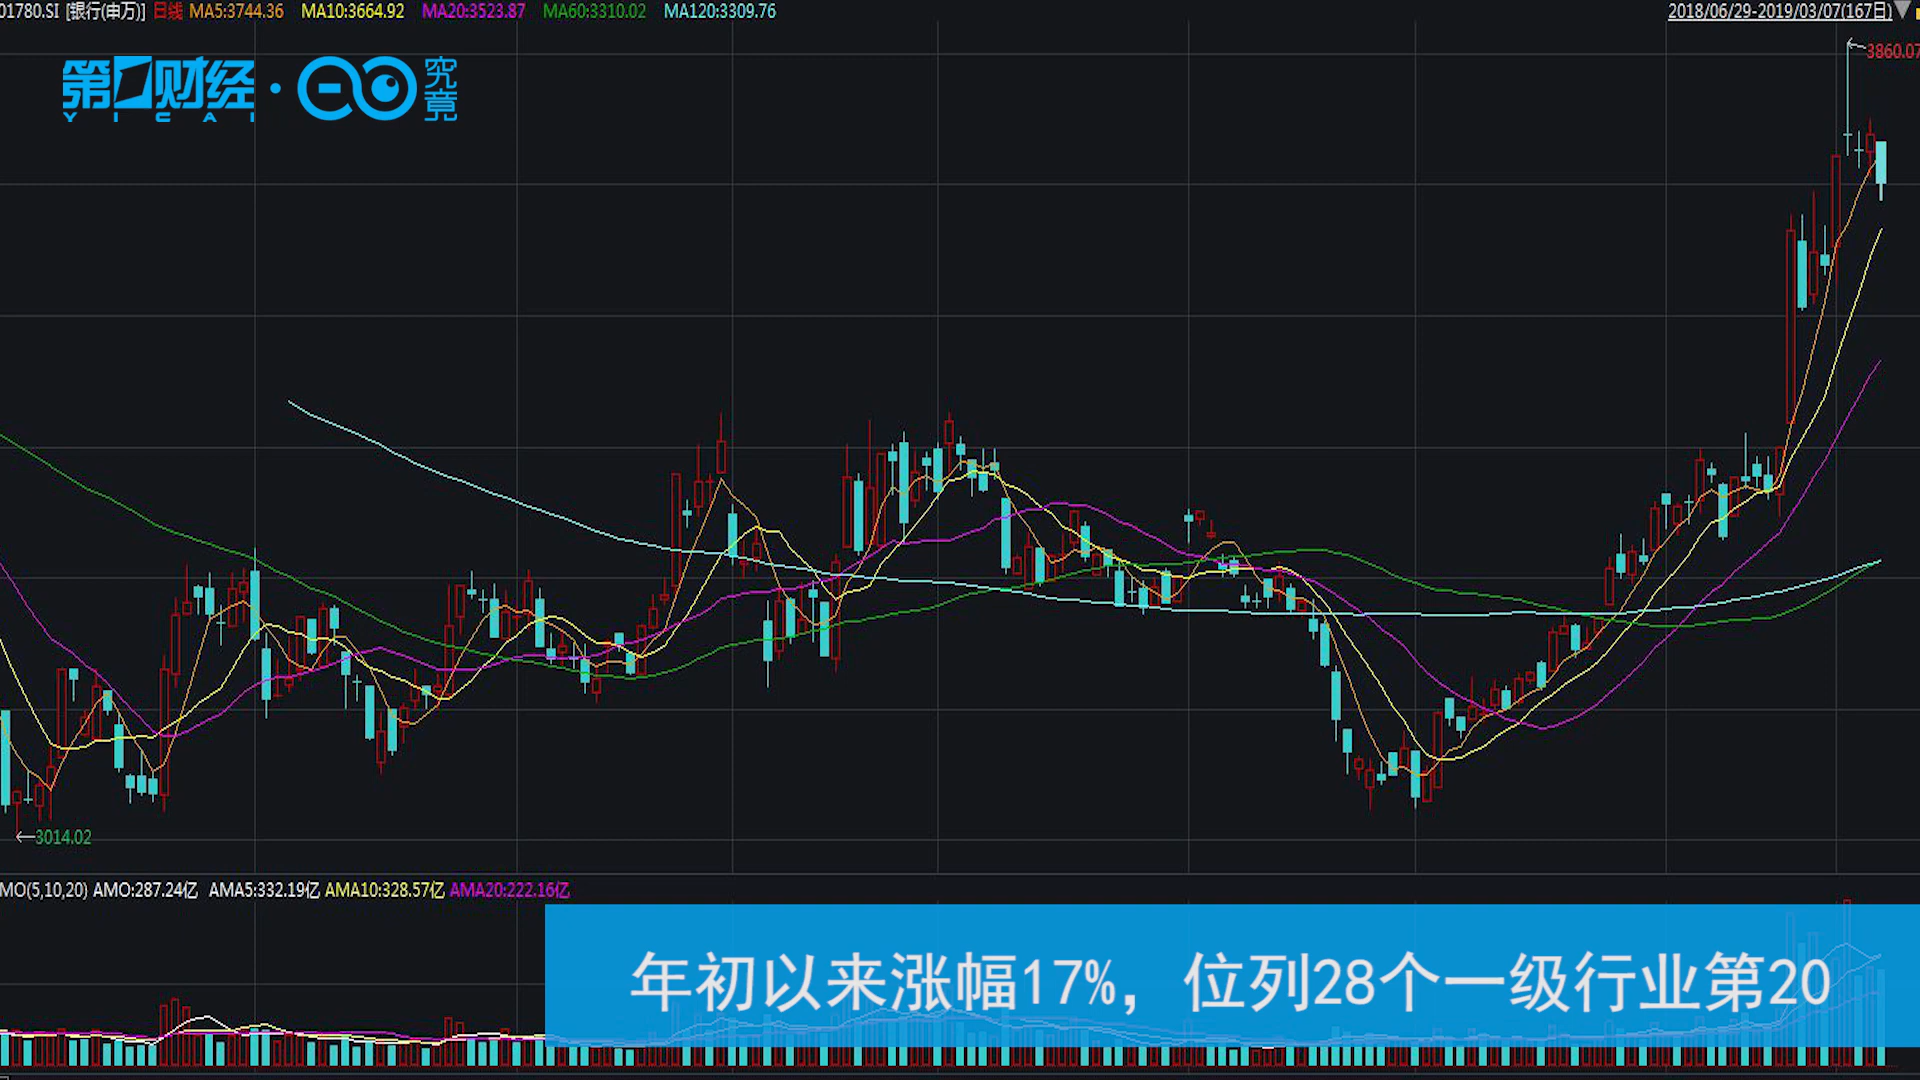 01780.SI [银行(申万)] 日线 MA5:3744.36 MA10:3664.92 MA20:3523.87 MA60:3310.02 MA120:3309.76 2018/06/29-2019/03/07(167日)
3860.07
第一财经·究竟
YICAI
3014.02
MO(5,10,20) AMO:287.24亿 AMA5:332.19亿 AMA10:328.57亿 AMA20:222.16亿
年初以来涨幅17%，位列28个一级行业第20